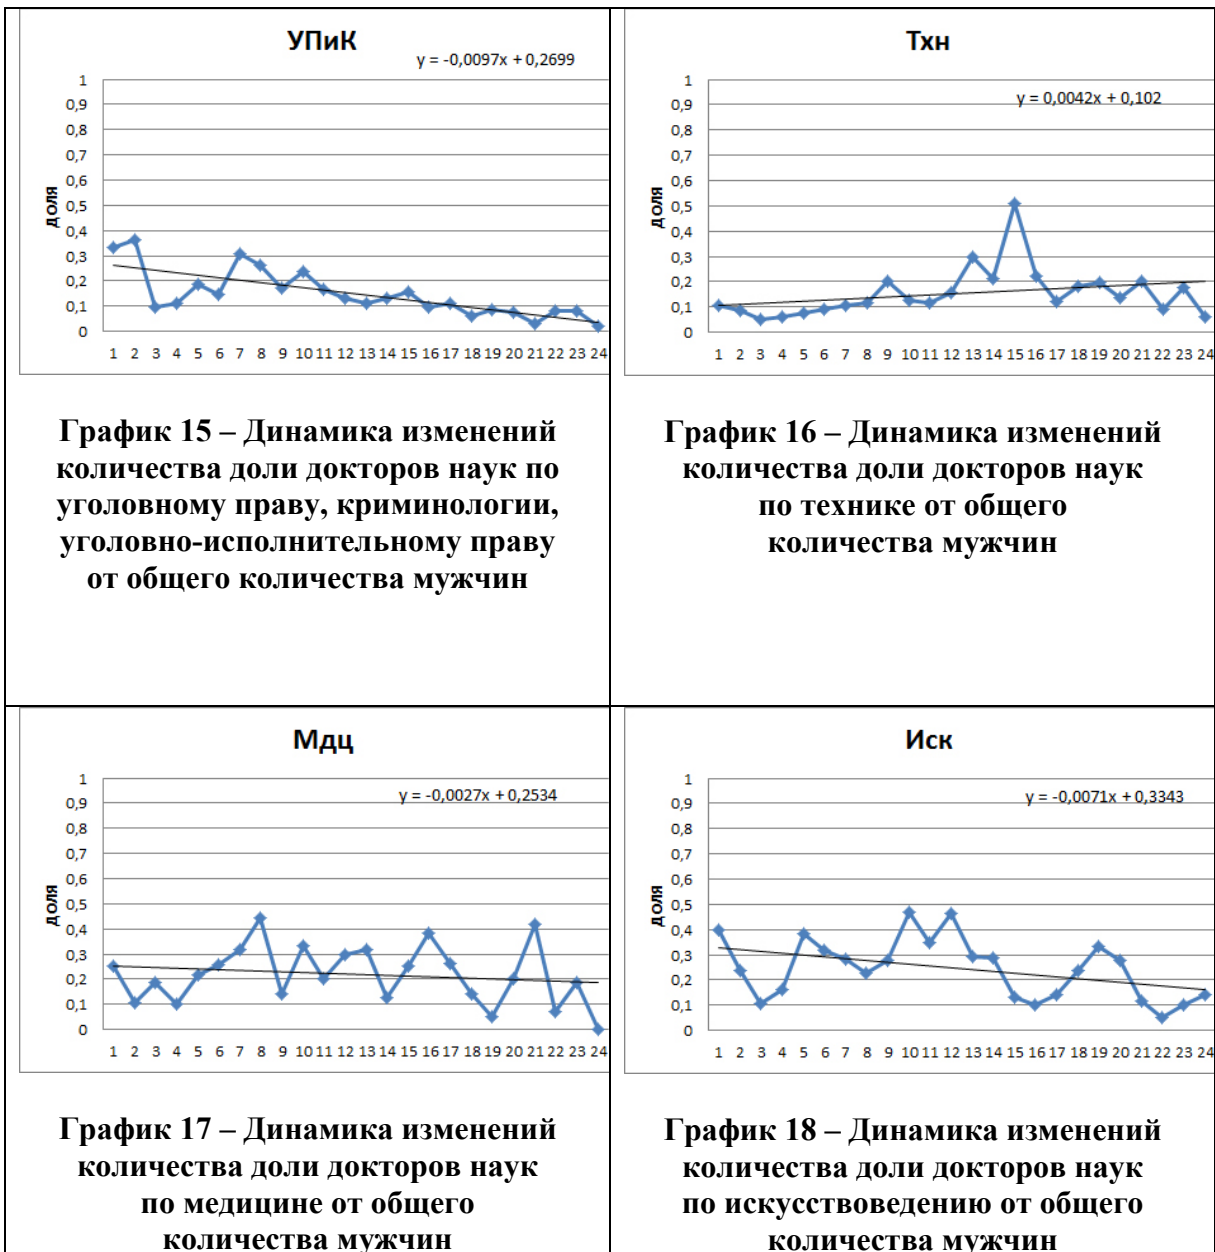 УПиК
y = -0,0097x + 0,2699
1
0,9
0,8
0,7
0,6
0,5
0,4
0,3
0,2
0,1
0
доля
1 2 3 4 5 6 7 8 9 10 11 12 13 14 15 16 17 18 19 20 21 22 23 24
График 15 – Динамика изменений
количества доли докторов наук по
уголовному праву, криминологии,
уголовно-исполнительному праву
от общего количества мужчин
Тхн
y = 0,0042x + 0,102
1
0,9
0,8
0,7
0,6
0,5
0,4
0,3
0,2
0,1
0
доля
1 2 3 4 5 6 7 8 9 10 11 12 13 14 15 16 17 18 19 20 21 22 23 24
График 16 – Динамика изменений
количества доли докторов наук
по технике от общего
количества мужчин
Мдц
y = -0,0027x + 0,2534
1
0,9
0,8
0,7
0,6
0,5
0,4
0,3
0,2
0,1
0
доля
1 2 3 4 5 6 7 8 9 10 11 12 13 14 15 16 17 18 19 20 21 22 23 24
График 17 – Динамика изменений
количества доли докторов наук
по медицине от общего
количества мужчин
Иск
y = -0,0071x + 0,3343
1
0,9
0,8
0,7
0,6
0,5
0,4
0,3
0,2
0,1
0
доля
1 2 3 4 5 6 7 8 9 10 11 12 13 14 15 16 17 18 19 20 21 22 23 24
График 18 – Динамика изменений
количества доли докторов наук
по искусствоведению от общего
количества мужчин